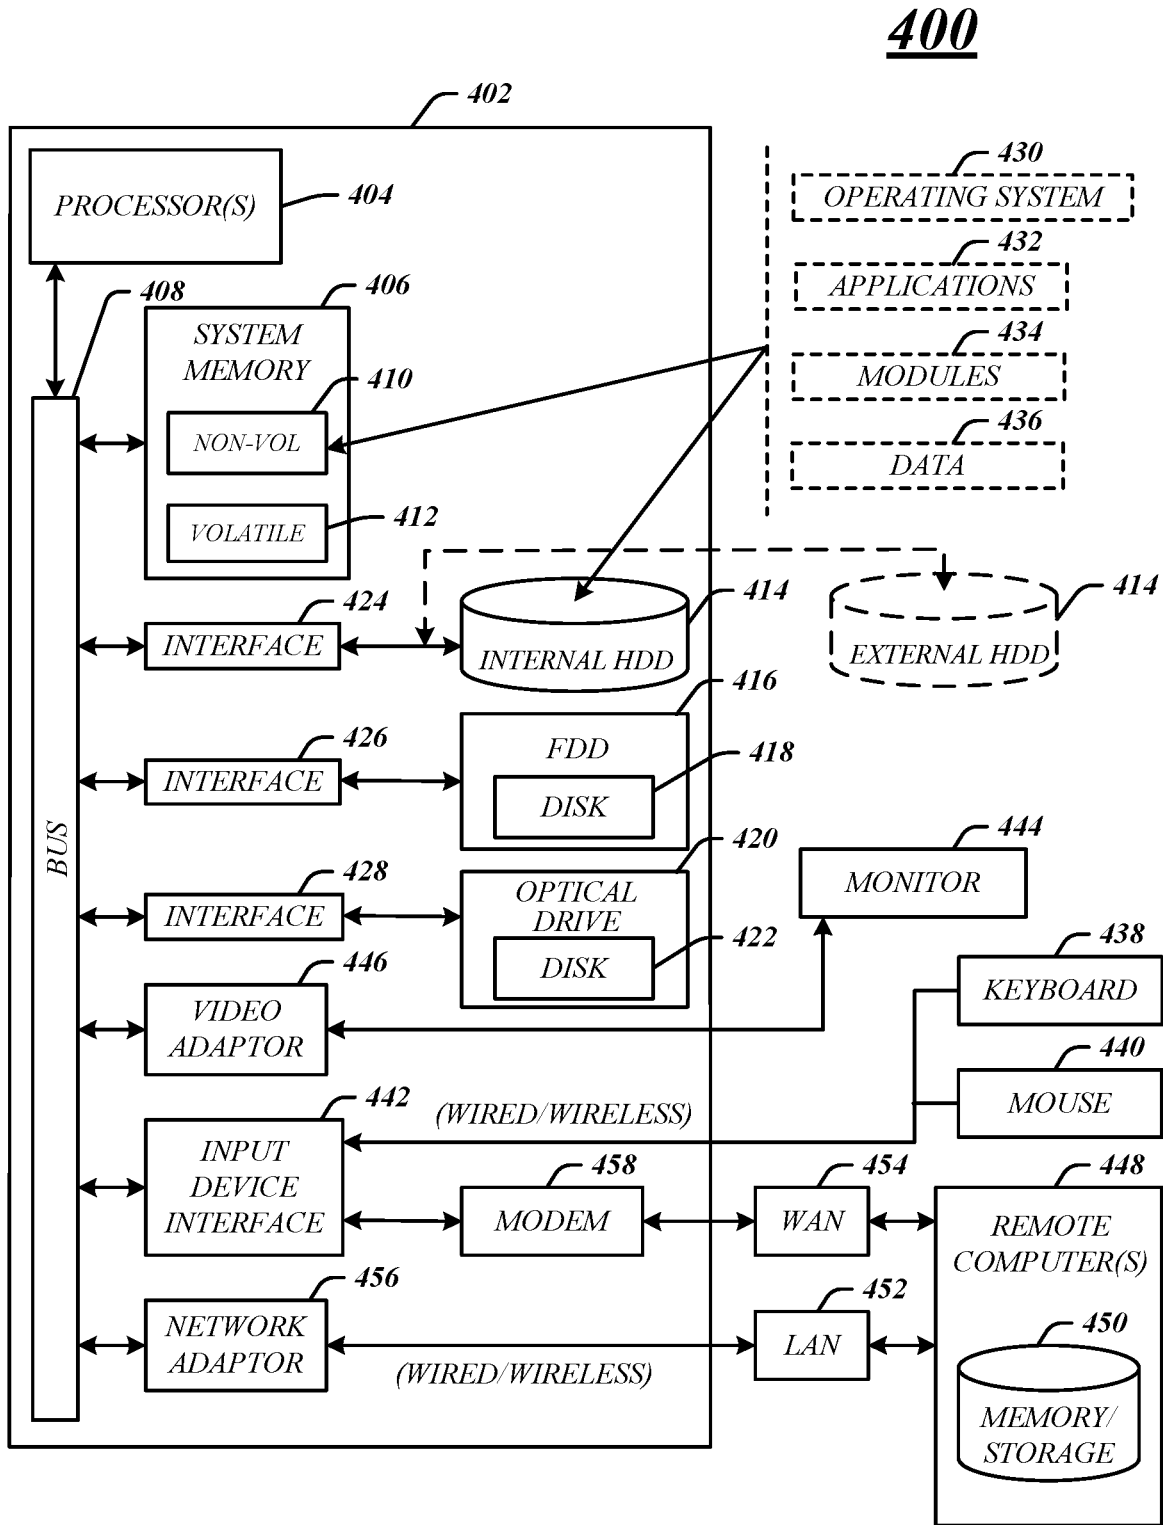 400
402
PROCESSOR(S)
404
430
OPERATING SYSTEM
432
APPLICATIONS
434
MODULES
436
DATA
408
406
SYSTEM
MEMORY
410
NON-VOL
412
VOLATILE
BUS
424
INTERFACE
414
INTERNAL HDD
414
EXTERNAL HDD
416
FDD
426
INTERFACE
418
DISK
420
OPTICAL
DRIVE
428
INTERFACE
422
DISK
444
MONITOR
446
VIDEO
ADAPTOR
438
KEYBOARD
440
MOUSE
442
INPUT
DEVICE
INTERFACE
(WIRED/WIRELESS)
458
MODEM
454
WAN
448
REMOTE
COMPUTER(S)
456
NETWORK
ADAPTOR
(WIRED/WIRELESS)
452
LAN
450
MEMORY/
STORAGE